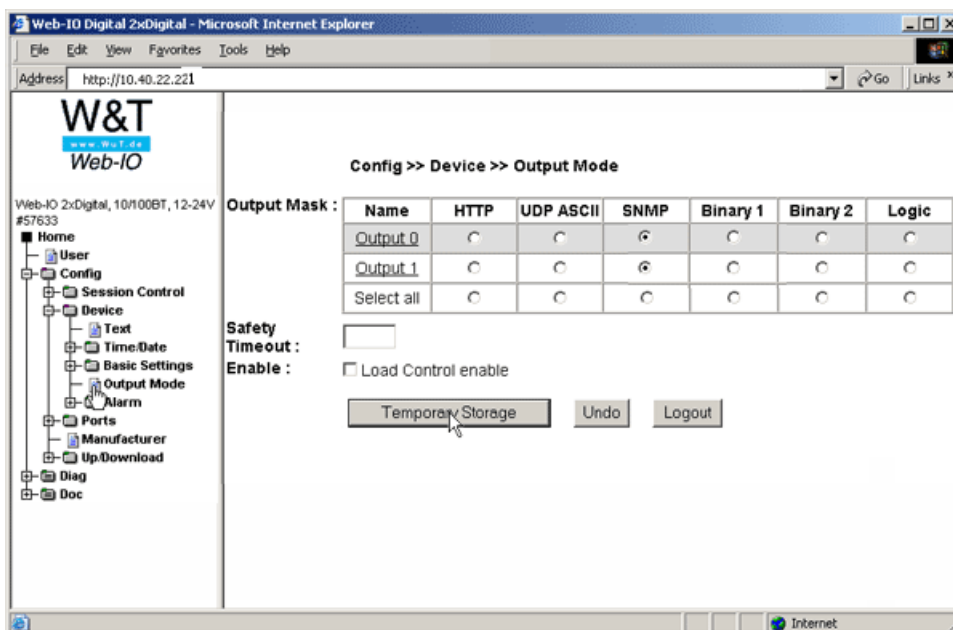 Web-IO Digital 2xDigital - Microsoft Internet Explorer
File Edit View Favorites Tools Help
Address http://10.40.22.221 Go Links »
W&T
www.WuT.de
Web-IO
Web-IO 2xDigital, 10/100BT, 12-24V
#57633
Home
User
Config
Session Control
Device
Text
Time/Date
Basic Settings
Output Mode
Alarm
Ports
Manufacturer
Up/Download
Diag
Doc
Config >> Device >> Output Mode
Output Mask :
Name HTTP UDP ASCII SNMP Binary 1 Binary 2 Logic
Output 0
Output 1
Select all
Safety
Timeout :
Enable : Load Control enable
Temporary Storage Undo Logout
Internet